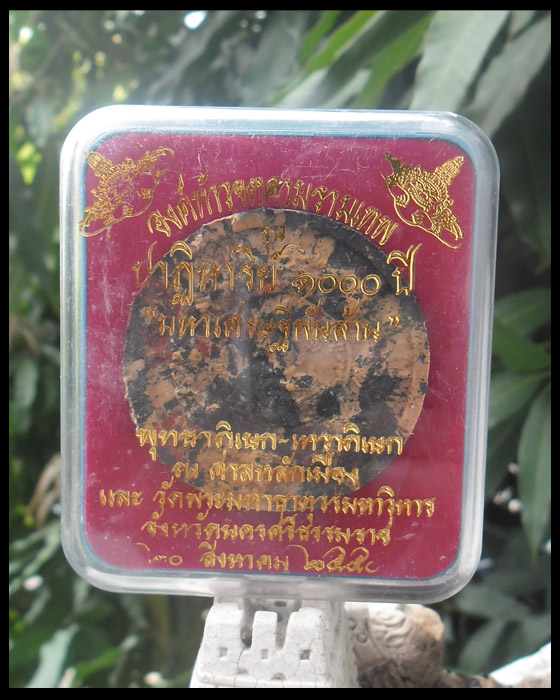 องค์ท้าวจตุคามรามเทพ
รุ่น
ปาฏิหาริย์ ๑๐๐๐ ปี
"มหาเศรษฐีพันล้าน"
พุทธาภิเษก-เทวาภิเษก
ณ ศาลหลักเมือง
และ วัดพระมหาธาตุวรมหาวิหาร
จังหวัดนครศรีธรรมราช
๒๐ สิงหาคม